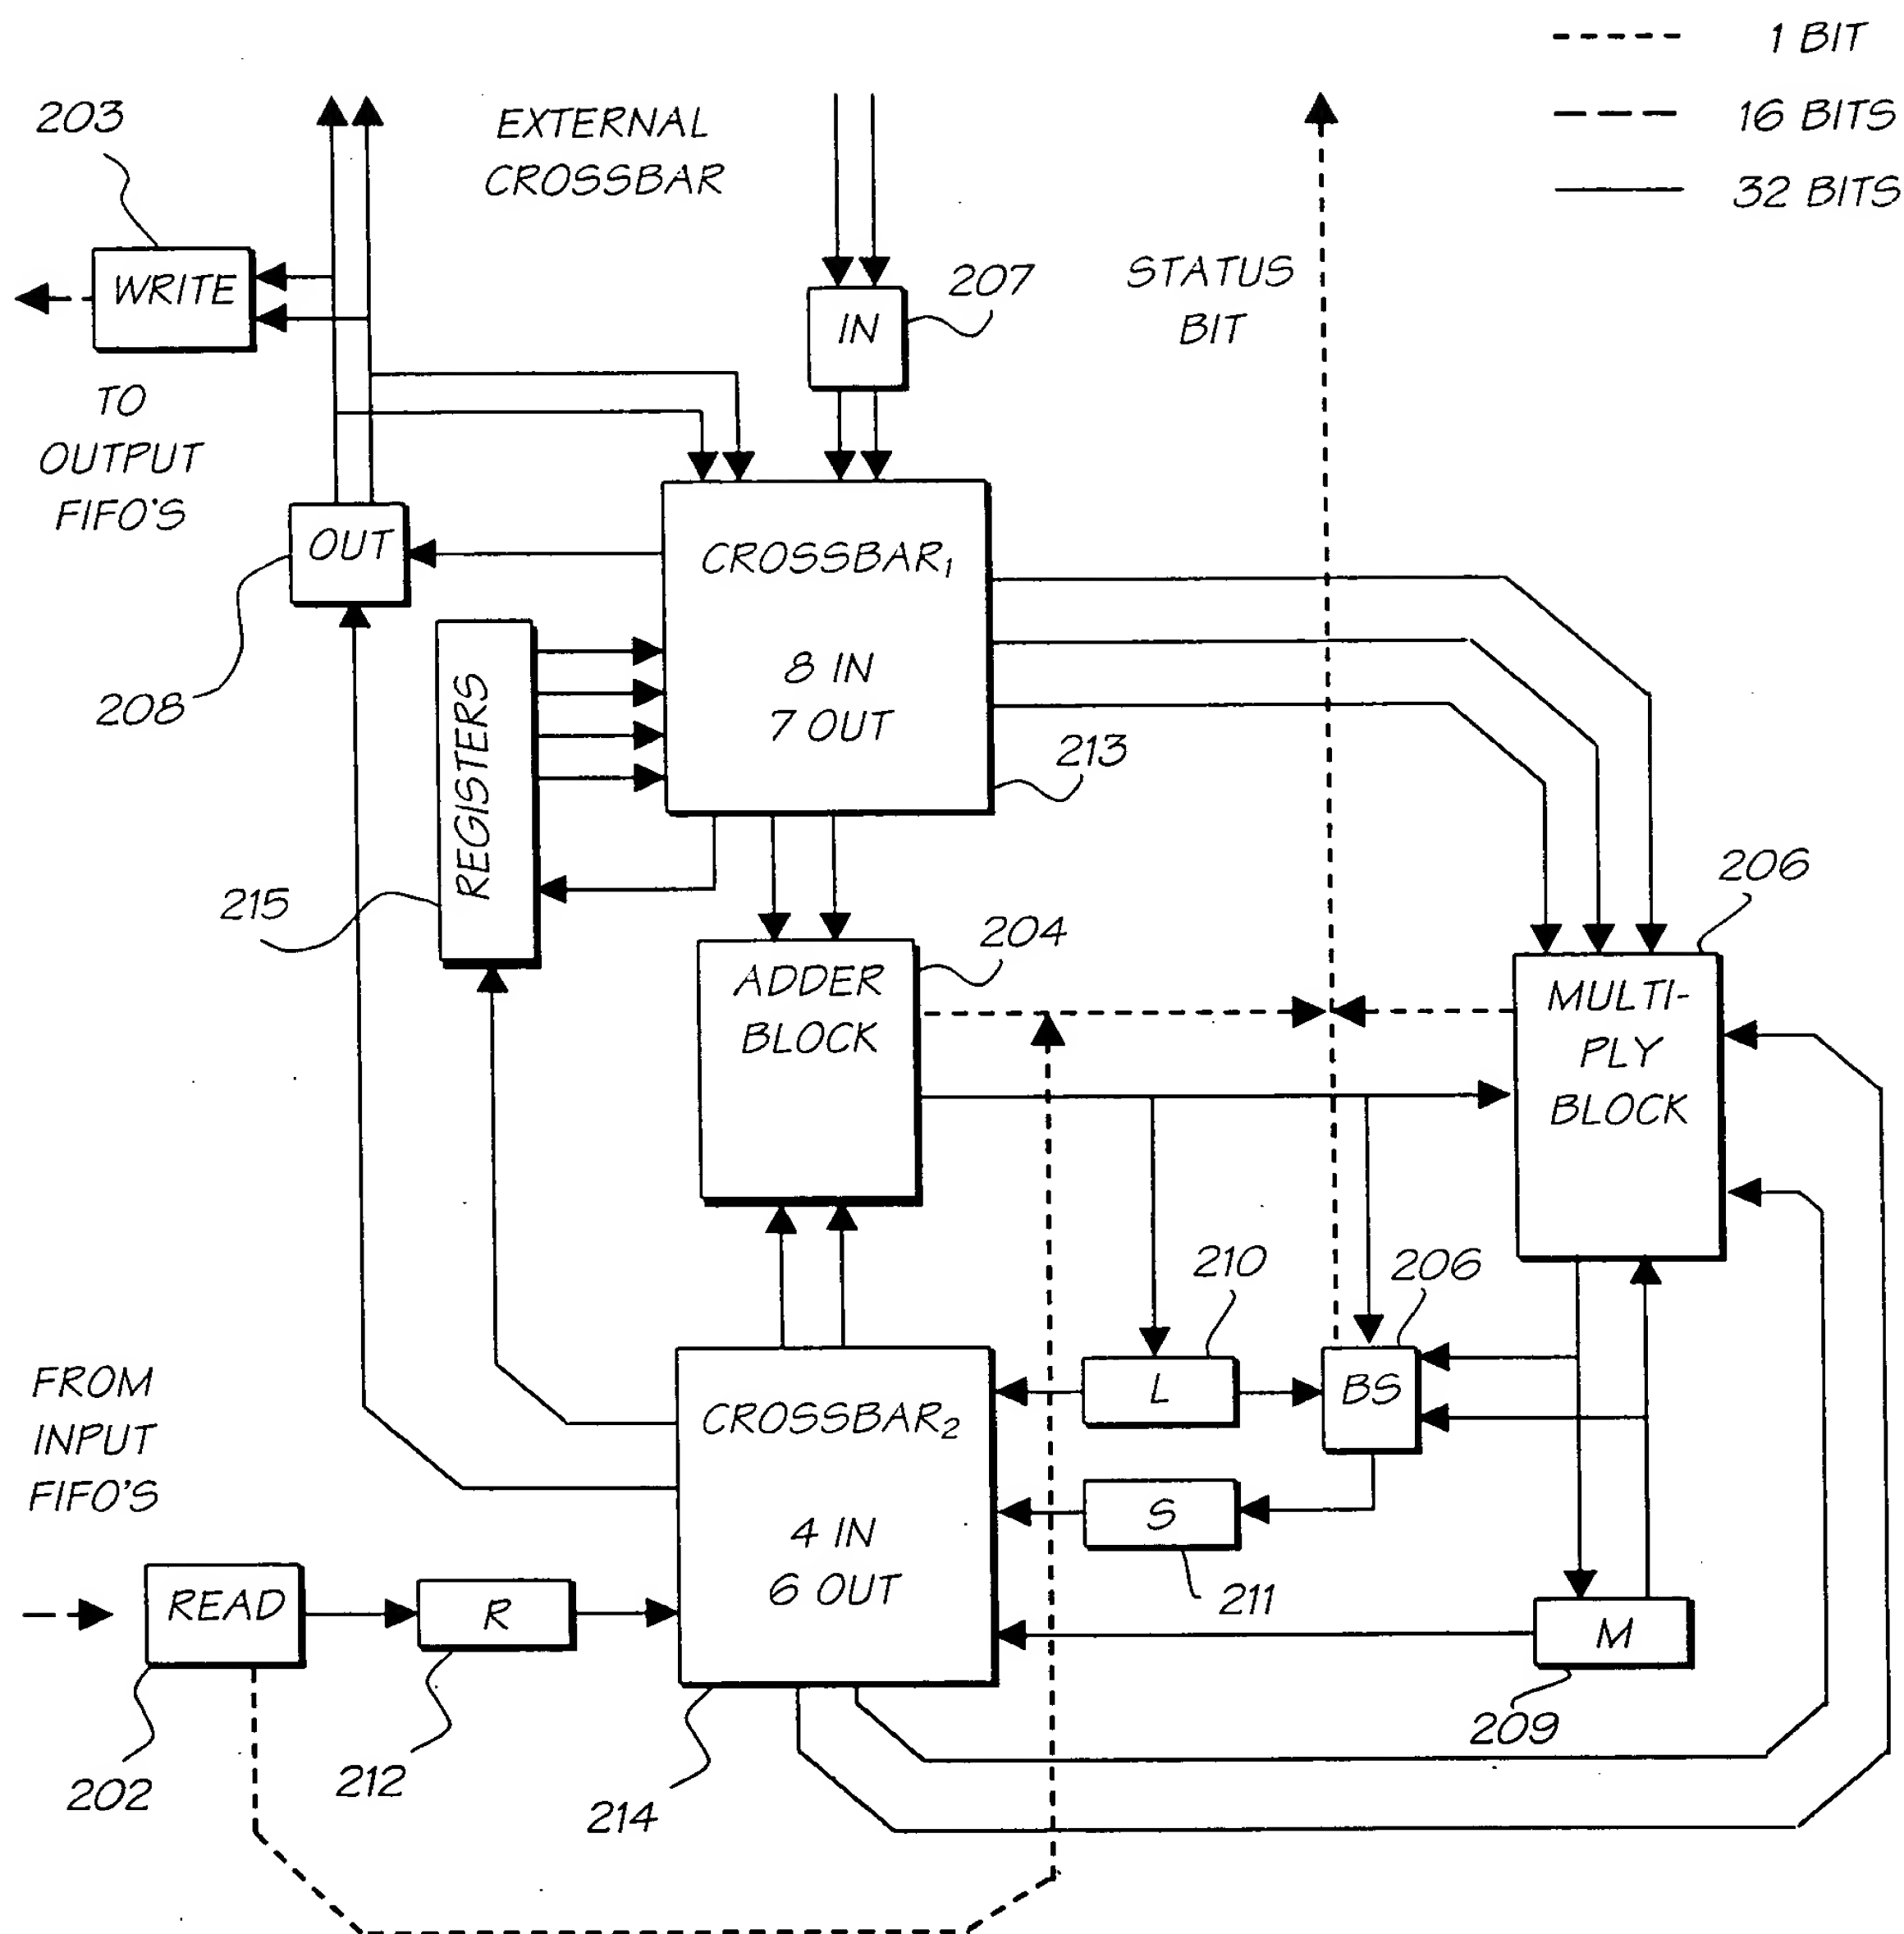 1 BIT
16 BITS
32 BITS
203
EXTERNAL
CROSSBAR
WRITE
TO
OUTPUT
FIFO'S
IN
207
STATUS
BIT
OUT
208
CROSSBAR₁
8 IN
7 OUT
213
REGISTERS
215
206
ADDER
BLOCK
204
MULTI-
PLY
BLOCK
210
206
L
BS
CROSSBAR₂
4 IN
6 OUT
S
211
FROM
INPUT
FIFO'S
READ
R
M
202
212
214
209